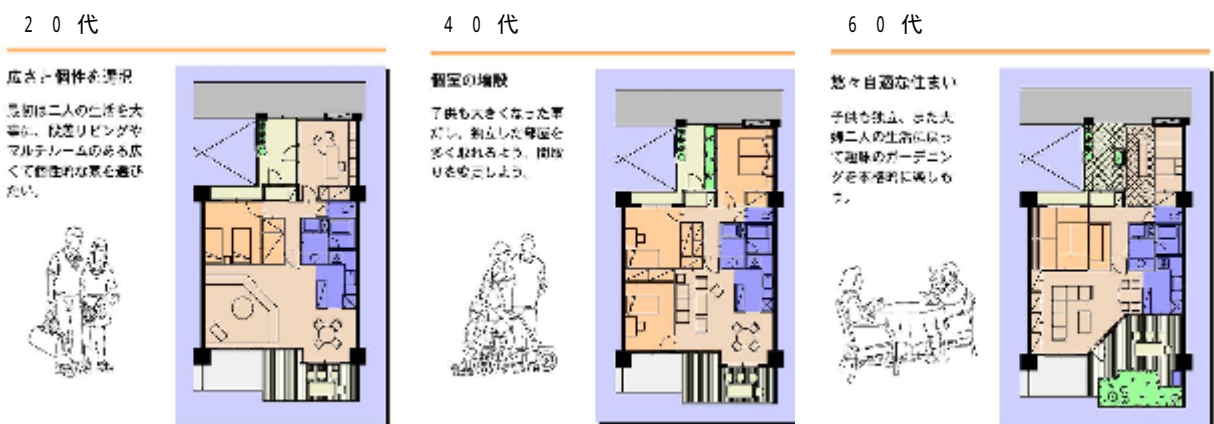 20代
広さと個性を選択
最初は二人の生活を大
事に、段差リビングや
マルチルームのある広
くて個性的な家を選び
たい。
40代
個室の増設
子供も大きくなった事
だし、独立した部屋を
多く取れるよう、間取
りを変更しよう。
60代
悠々自適な住まい
子供も独立、また夫
婦二人の生活に戻っ
て趣味のガーデニン
グを本格的に楽しも
う。